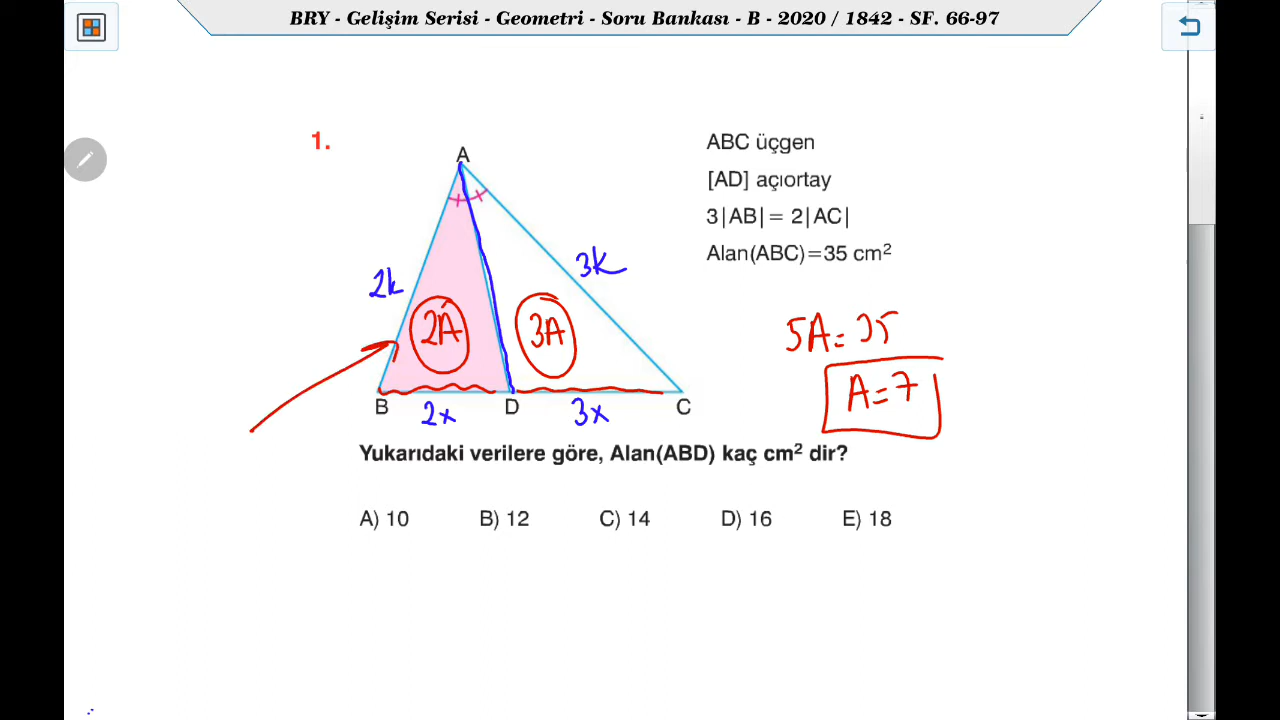 BRY - Gelişim Serisi - Geometri - Soru Bankası - B - 2020 / 1842 - SF. 66-97
1.
A
ABC üçgen
[AD] açıortay
3|AB|= 2|AC|
Alan(ABC)=35 cm²
2k
3k
2A
3A
5A = 35
A=7
B
D
C
2x
3x
Yukarıdaki verilere göre, Alan(ABD) kaç cm² dir?
A) 10 B) 12 C) 14 D) 16 E) 18